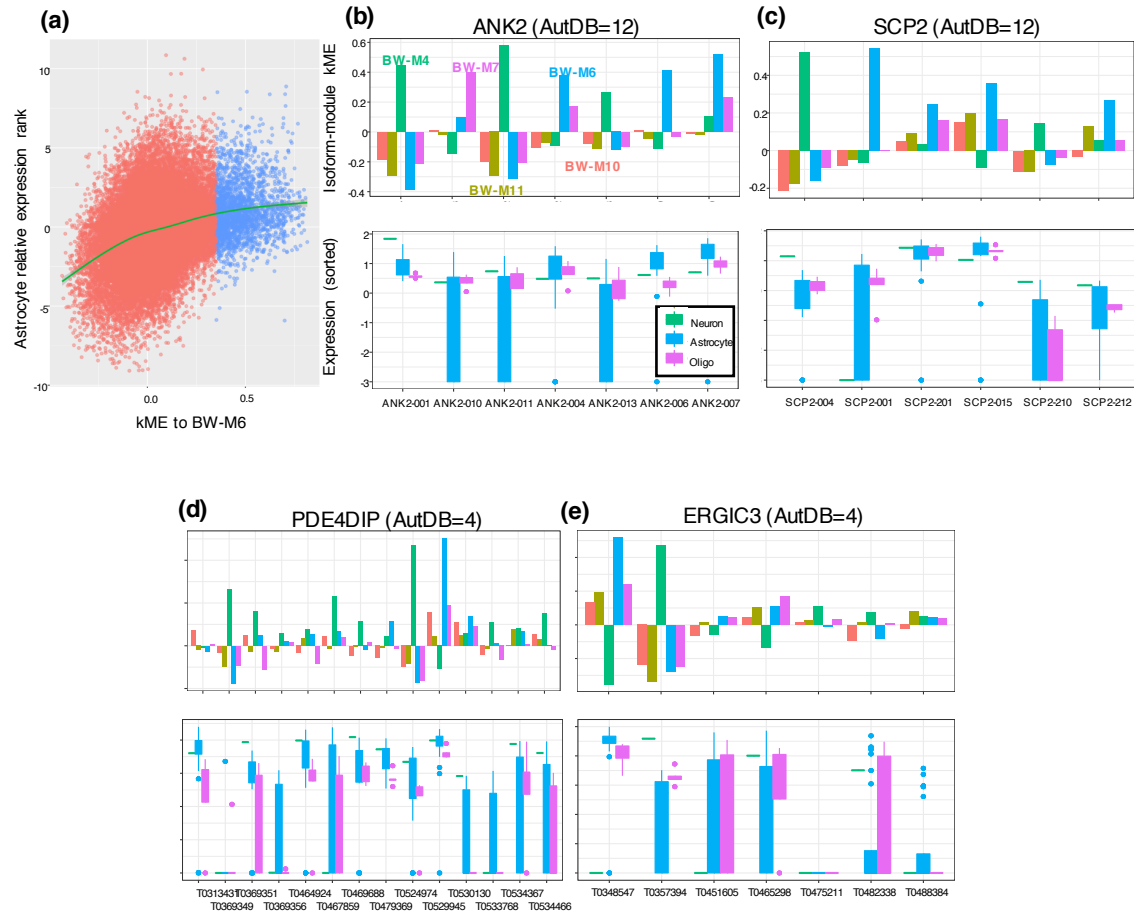 (a)
Astrocyte relative expression rank
10
5
0
-5
-10
0.0
0.5
kME to BW-M6
(b)
ANK2 (AutDB=12)
Isoform-module kME
0.6
0.4
0.2
0
-0.2
-0.4
BW-M4
BW-M7
BW-M6
BW-M10
BW-M11
Expression (sorted)
2
1
0
-1
-2
-3
Neuron
Astrocyte
Oligo
ANK2-001 ANK2-010 ANK2-011 ANK2-004 ANK2-013 ANK2-006 ANK2-007
(c)
SCP2 (AutDB=12)
0.4
0.2
0
-0.2
SCP2-004 SCP2-001 SCP2-201 SCP2-015 SCP2-210 SCP2-212
(d)
PDE4DIP (AutDB=4)
T0313431 T0369351 T0464924 T0469688 T0524974 T0530130 T0534367
T0369349 T0369356 T0467859 T0479369 T0529945 T0533768 T0534466
(e)
ERGIC3 (AutDB=4)
T0348547 T0357394 T0451605 T0465298 T0475211 T0482338 T0488384